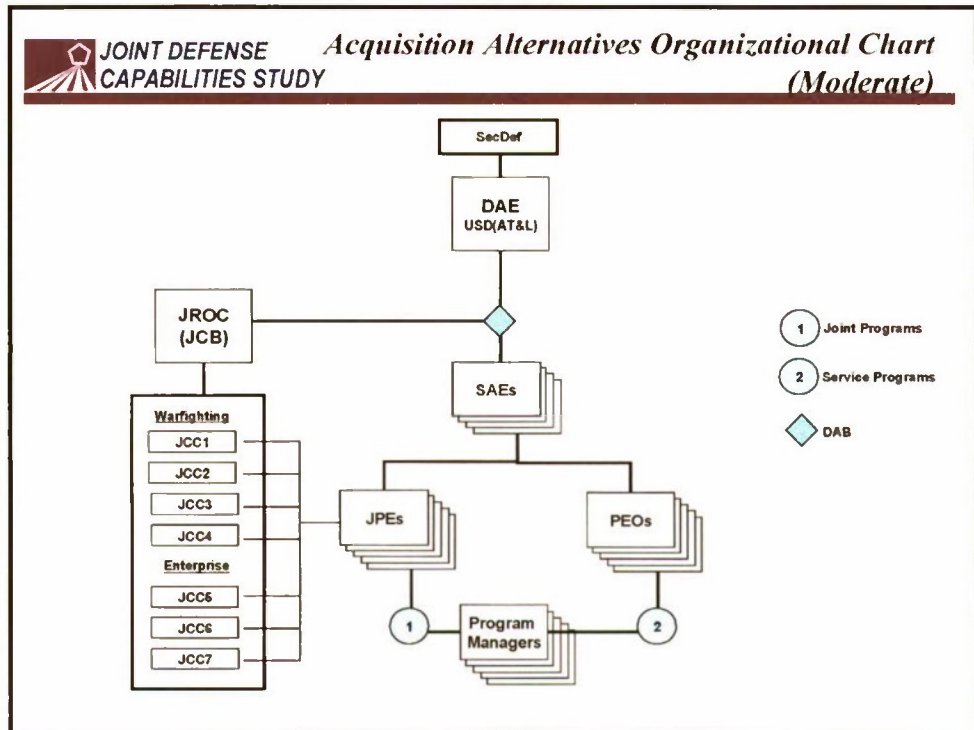 JOINT DEFENSE
CAPABILITIES STUDY
Acquisition Alternatives Organizational Chart
(Moderate)
SecDef
DAE
USD(AT&L)
JROC
(JCB)
1 Joint Programs
2 Service Programs
DAB
SAEs
Warfighting
JCC1
JCC2
JCC3
JCC4
Enterprise
JCC5
JCC6
JCC7
JPEs
PEOs
1
Program
Managers
2